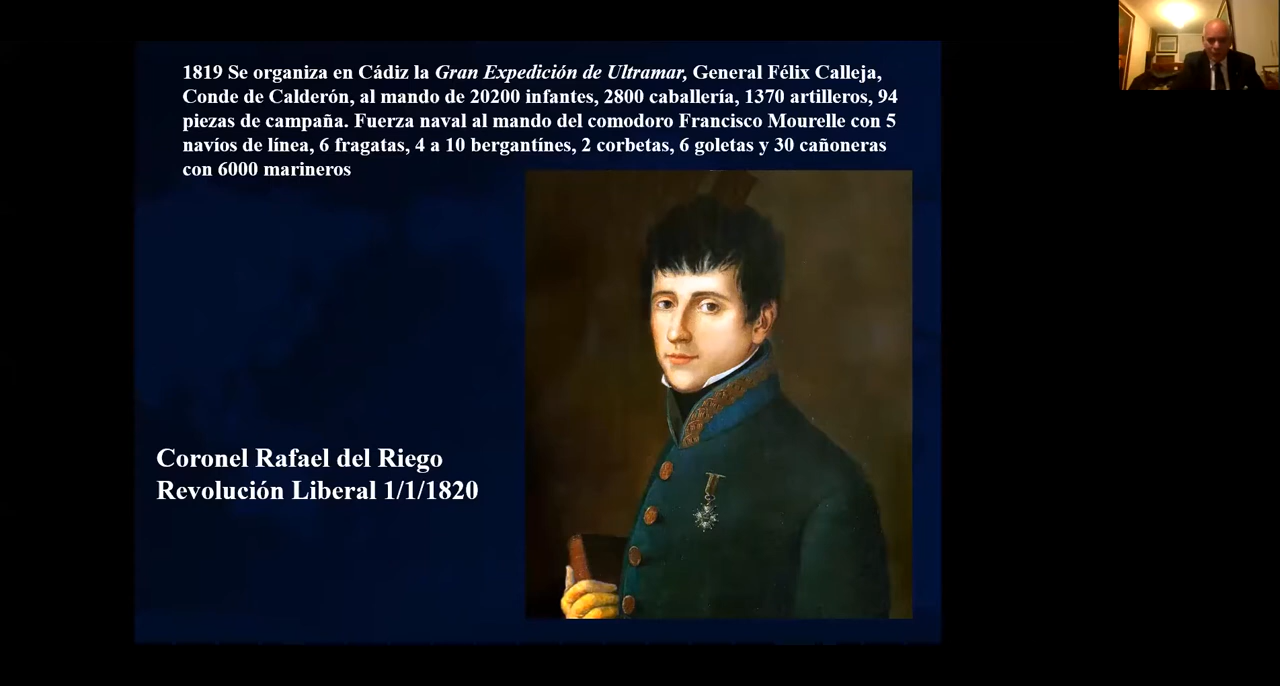 1819 Se organiza en Cádiz la Gran Expedición de Ultramar, General Félix Calleja,
Conde de Calderón, al mando de 20200 infantes, 2800 caballería, 1370 artilleros, 94
piezas de campaña. Fuerza naval al mando del comodoro Francisco Mourelle con 5
navíos de línea, 6 fragatas, 4 a 10 bergantínes, 2 corbetas, 6 goletas y 30 cañoneras
con 6000 marineros
Coronel Rafael del Riego
Revolución Liberal 1/1/1820